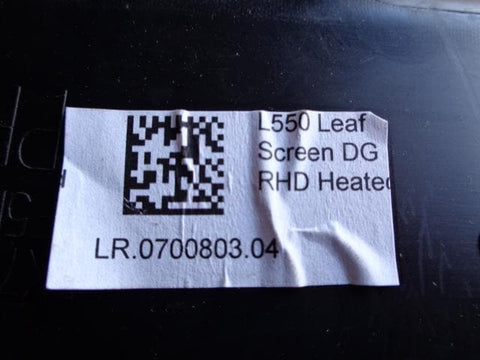 L550 Leaf
Screen DG
RHD Heated
LR.0700803.04